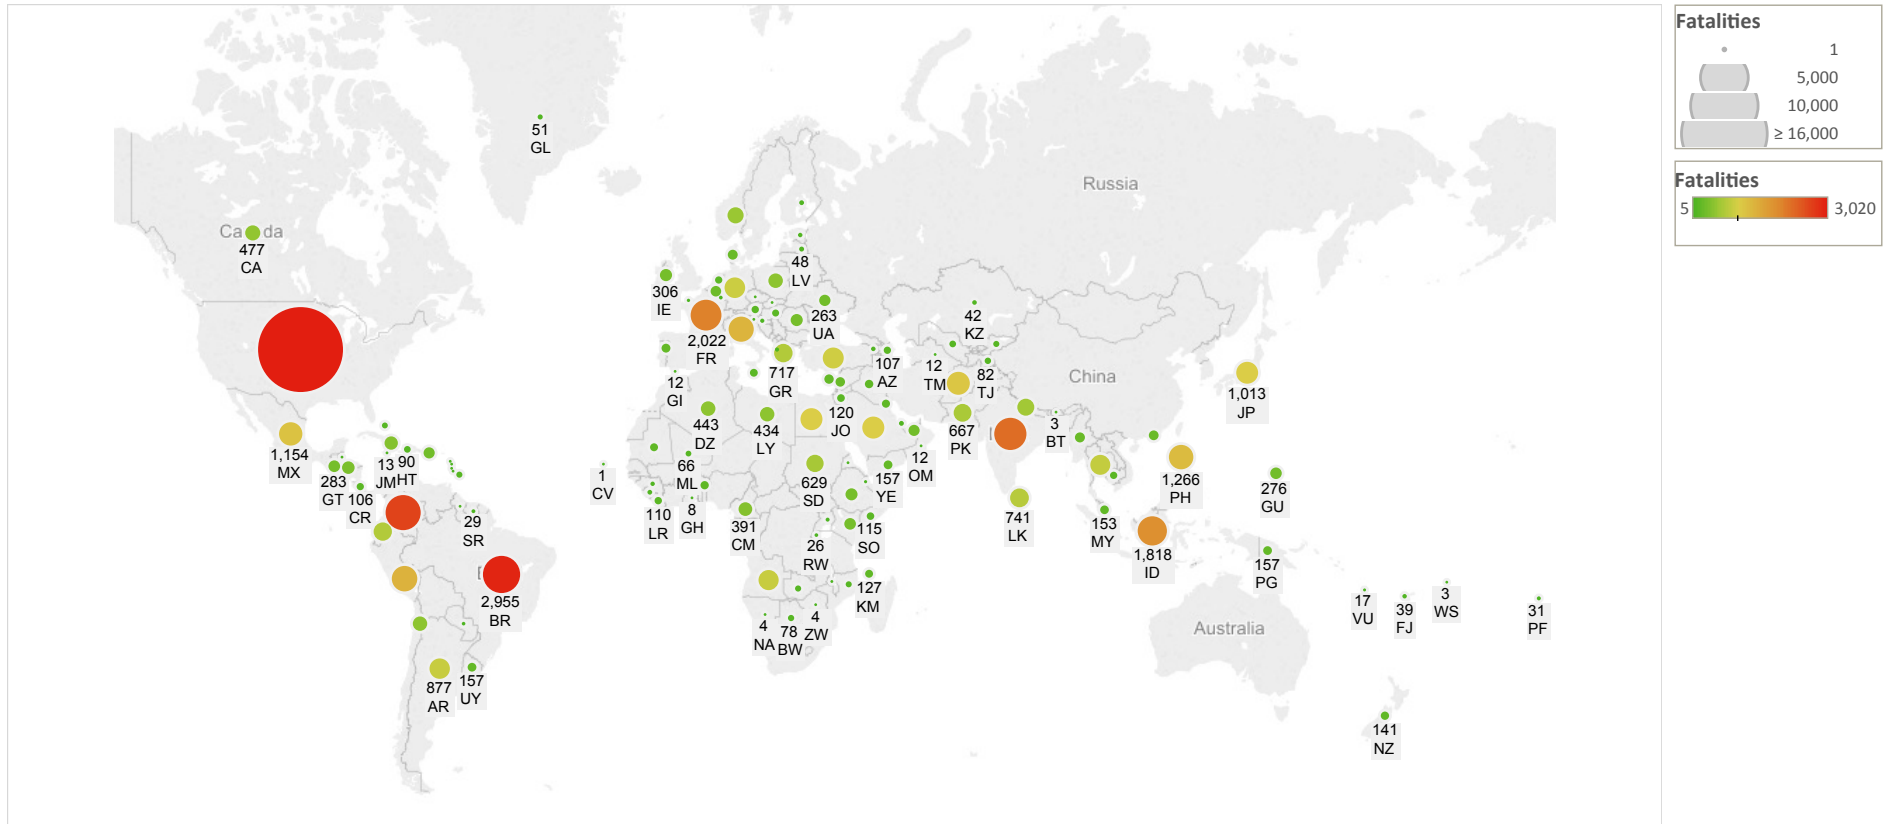 51
GL
Russia
Ca da
477
CA
48
LV
306
IE
263
UA
42
KZ
2,022
FR
717
GR
107
AZ
12
TM
82
TJ
China
1,013
JP
12
GI
443
DZ
434
LY
120
JO
667
PK
3
BT
1,154
MX
13
JM
90
HT
283
GT
106
CR
1
CV
66
ML
629
SD
157
YE
12
OM
1,266
PH
276
GU
29
SR
110
LR
8
GH
391
CM
115
SO
741
LK
153
MY
26
RW
1,818
ID
157
PG
2,955
BR
127
KM
17
VU
39
FJ
3
WS
31
PF
4
NA
78
BW
4
ZW
Australia
877
AR
157
UY
141
NZ
Fatalities
1
5,000
10,000
≥ 16,000
Fatalities
5 3,020